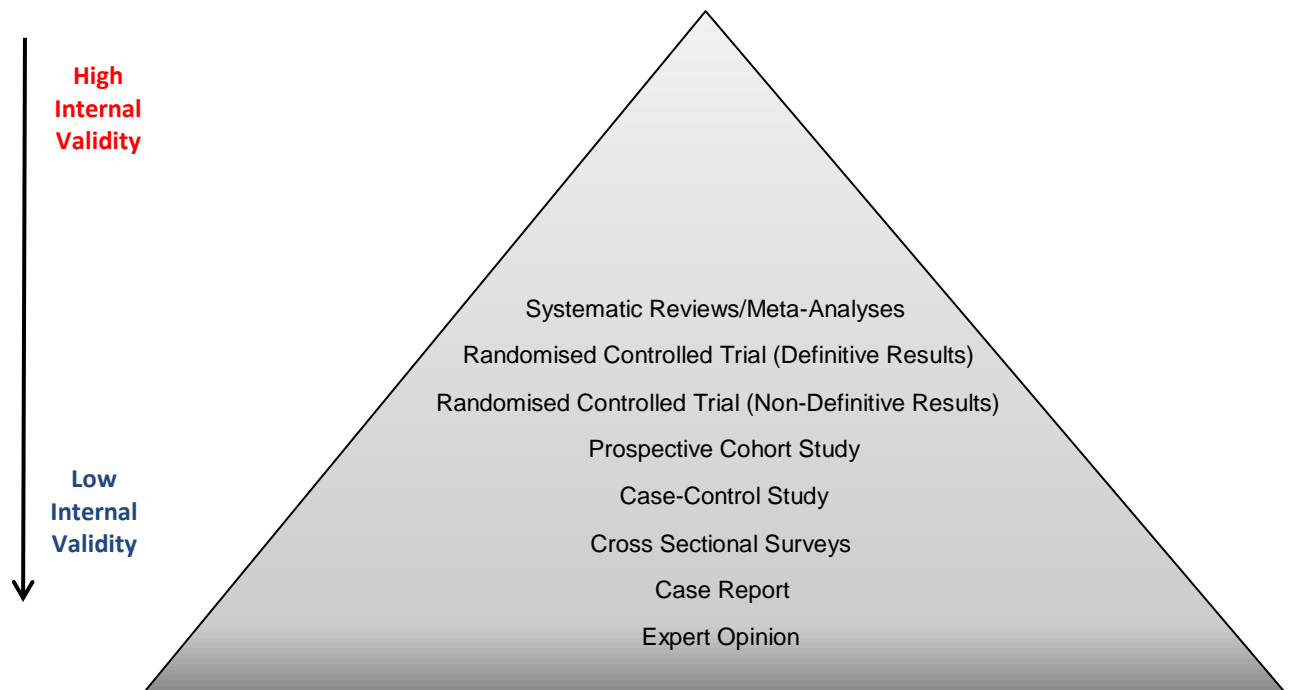 High
Internal
Validity
Systematic Reviews/Meta-Analyses
Randomised Controlled Trial (Definitive Results)
Randomised Controlled Trial (Non-Definitive Results)
Prospective Cohort Study
Low
Internal
Validity
Case-Control Study
Cross Sectional Surveys
Case Report
Expert Opinion